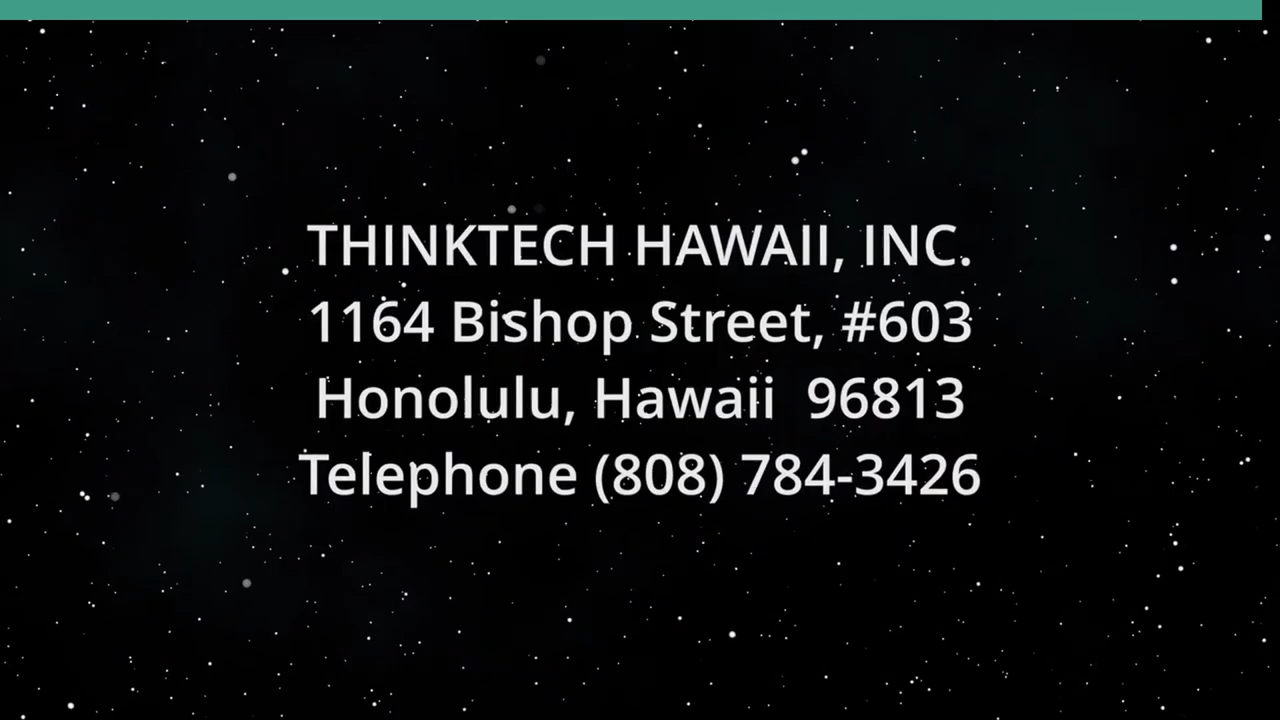 THINKTECH HAWAII, INC.
1164 Bishop Street, #603
Honolulu, Hawaii  96813
Telephone (808) 784-3426